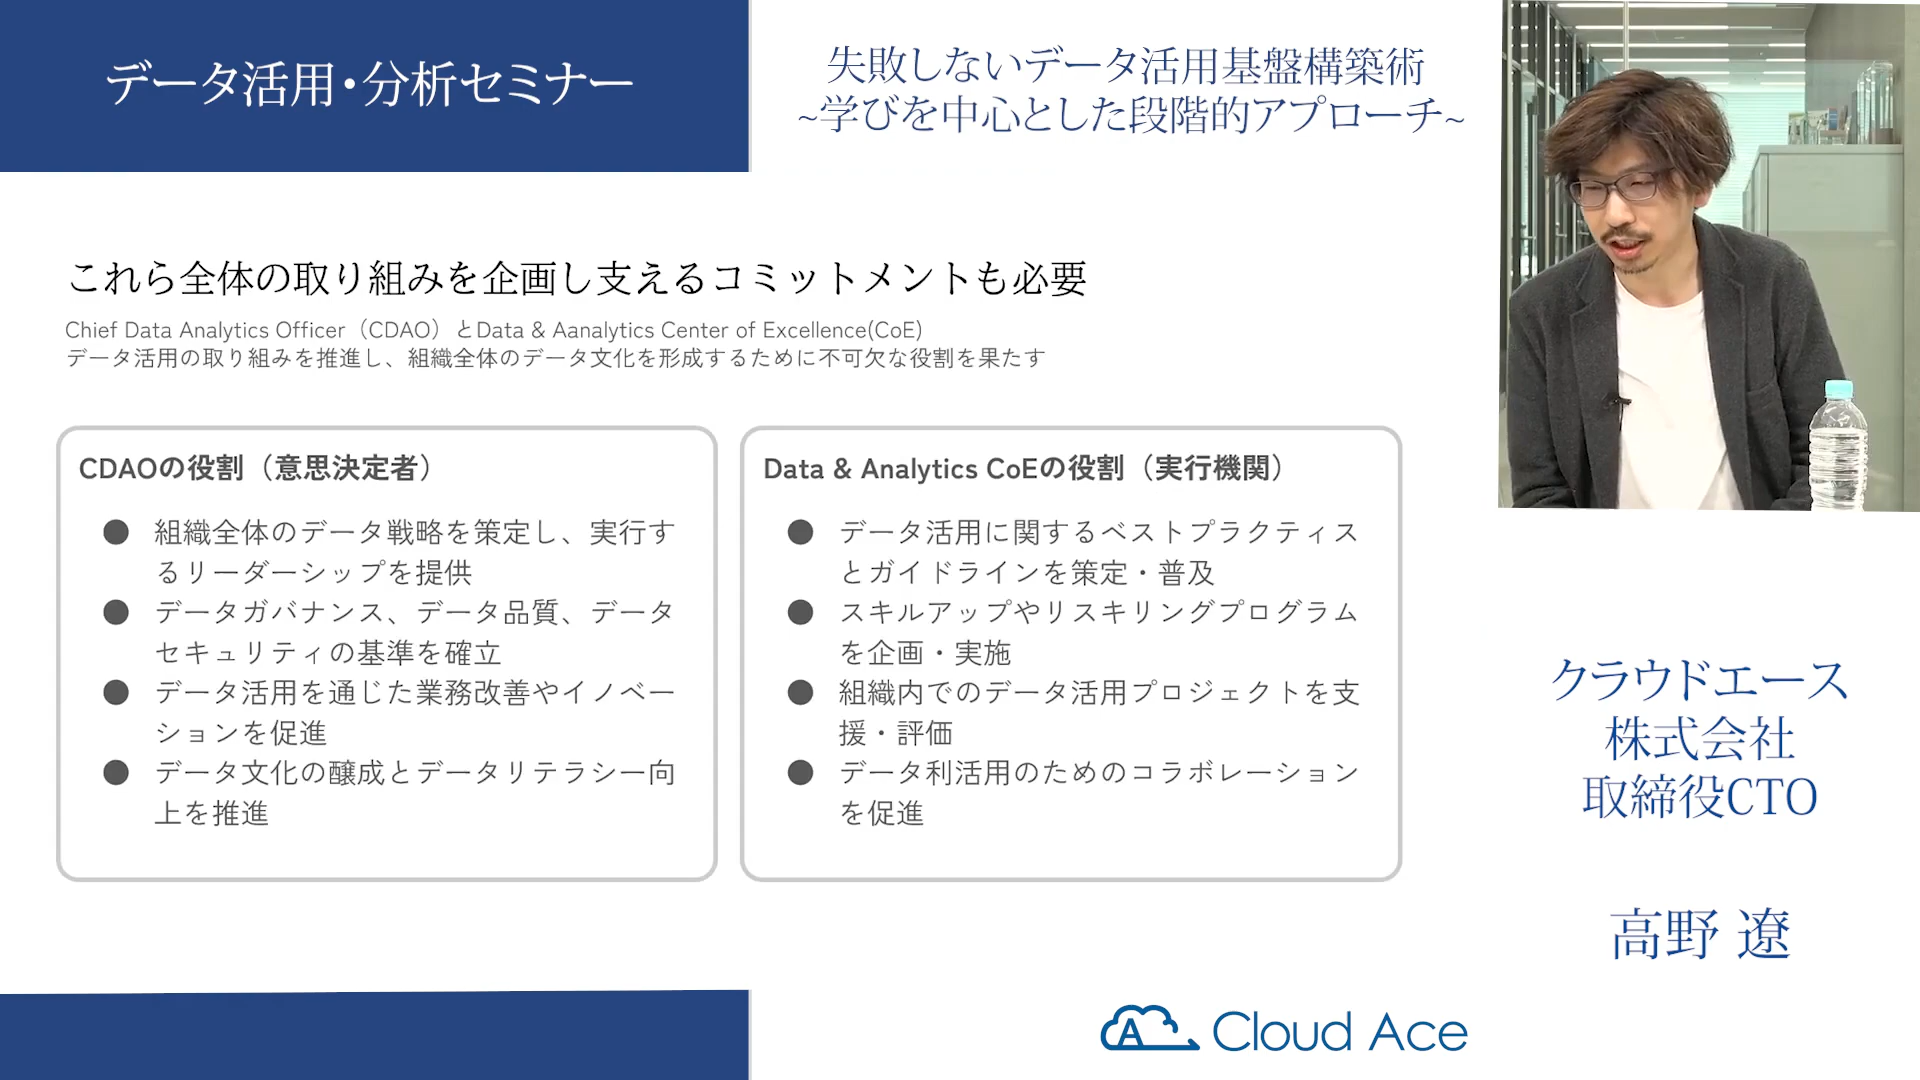 データ活用・分析セミナー
失敗しないデータ活用基盤構築術
~学びを中心とした段階的アプローチ~
これら全体の取り組みを企画し支えるコミットメントも必要
Chief Data Analytics Officer（CDAO）とData & Aanalytics Center of Excellence(CoE)
データ活用の取り組みを推進し、組織全体のデータ文化を形成するために不可欠な役割を果たす
CDAOの役割（意思決定者）
● 組織全体のデータ戦略を策定し、実行す
るリーダーシップを提供
● データガバナンス、データ品質、データ
セキュリティの基準を確立
● データ活用を通じた業務改善やイノベー
ションを促進
● データ文化の醸成とデータリテラシー向
上を推進
Data & Analytics CoEの役割（実行機関）
● データ活用に関するベストプラクティス
とガイドラインを策定・普及
● スキルアップやリスキリングプログラム
を企画・実施
● 組織内でのデータ活用プロジェクトを支
援・評価
● データ利活用のためのコラボレーション
を促進
クラウドエース
株式会社
取締役CTO
高野 遼
A Cloud Ace